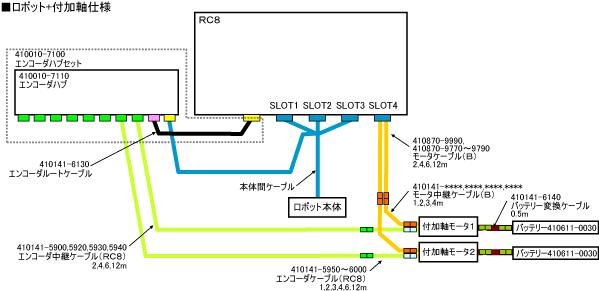 ■ロボット+付加軸仕様
RC8
410010-7100
エンコーダハブセット
410010-7110
エンコーダハブ
SLOT1 SLOT2 SLOT3 SLOT4
410870-9990,
410870-9770～9790
モータケーブル(B)
2,4,6,12m
410141-6130
エンコーダルートケーブル
本体間ケーブル
410141-****,****,****,****
モータ中継ケーブル(B)
1,2,3,4m
410141-6140
バッテリー変換ケーブル
0.5m
ロボット本体
付加軸モータ1
バッテリー410611-0030
410141-5900,5920,5930,5940
エンコーダ中継ケーブル(RC8)
2,4,6,12m
付加軸モータ2
バッテリー410611-0030
410141-5950～6000
エンコーダケーブル(RC8)
1,2,3,4,6,12m